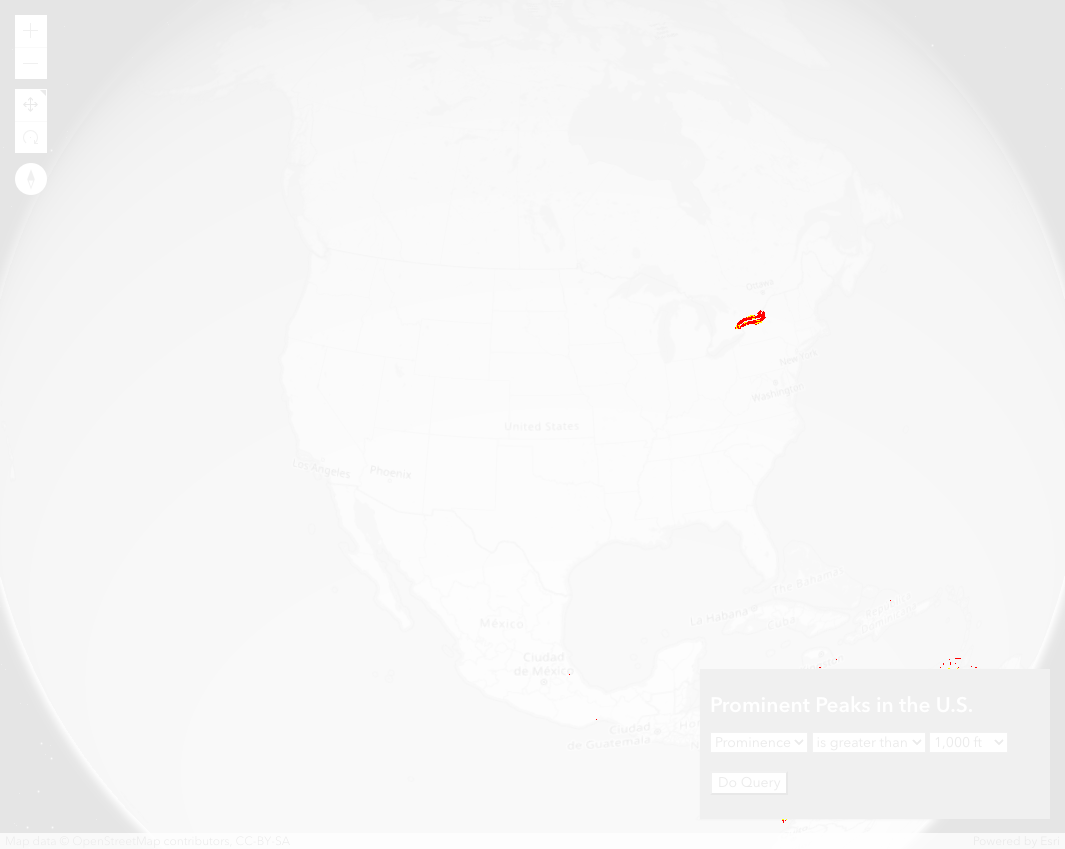 Ottawa
New York
Washington
United States
Los Angeles
Phoenix
The Bahamas
La Habana
Cuba
México
Ciudad
de México
Ciudad
de Guatemala
Prominent Peaks in the U.S.
Prominence is greater than 1,000 ft
Do Query
Map data © OpenStreetMap contributors, CC-BY-SA
Powered by Esri